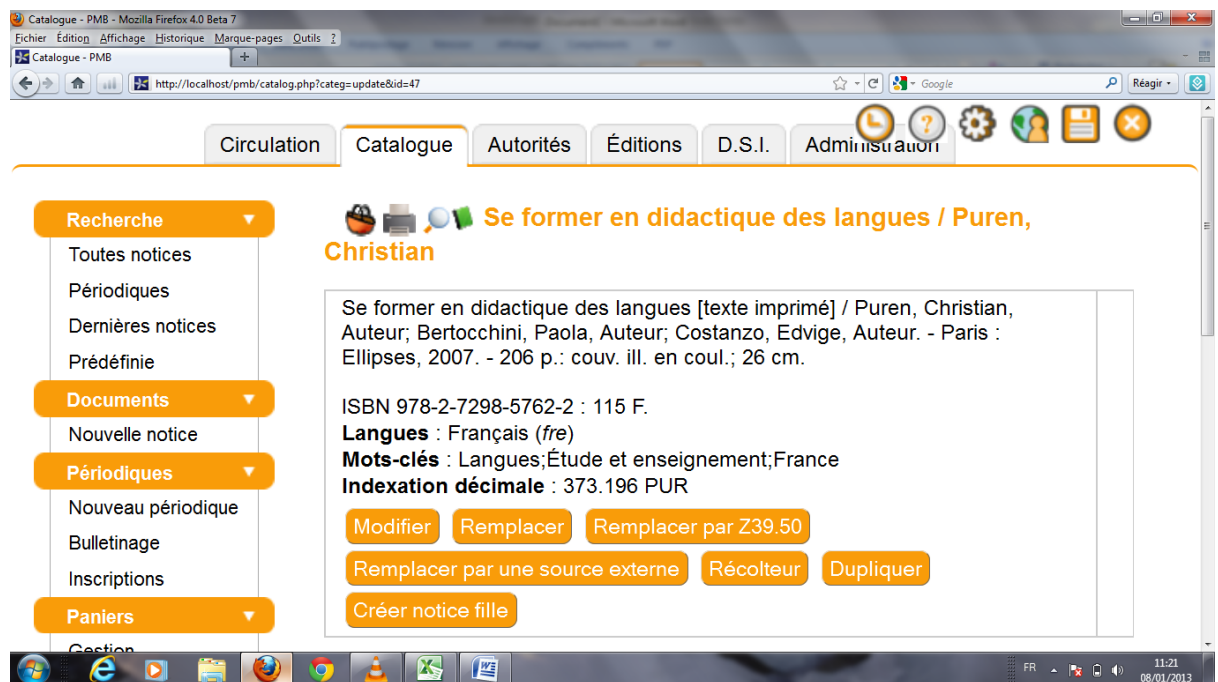 Catalogue - PMB - Mozilla Firefox 4.0 Beta 7
Fichier Édition Affichage Historique Marque-pages Outils ?
Catalogue - PMB
http://localhost/pmb/catalog.php?categ=update&id=47
Google
Réagir
Circulation Catalogue Autorités Éditions D.S.I. Administration
Recherche
Toutes notices
Périodiques
Dernières notices
Prédéfinie
Documents
Nouvelle notice
Périodiques
Nouveau périodique
Bulletinage
Inscriptions
Paniers
Gestion
Se former en didactique des langues / Puren,
Christian
Se former en didactique des langues [texte imprimé] / Puren, Christian,
Auteur; Bertocchini, Paola, Auteur; Costanzo, Edvige, Auteur. - Paris :
Ellipses, 2007. - 206 p.: couv. ill. en coul.; 26 cm.
ISBN 978-2-7298-5762-2 : 115 F.
Langues : Français (fre)
Mots-clés : Langues;Étude et enseignement;France
Indexation décimale : 373.196 PUR
Modifier Remplacer Remplacer par Z39.50
Remplacer par une source externe Récolteur Dupliquer
Créer notice fille
FR
11:21
08/01/2013